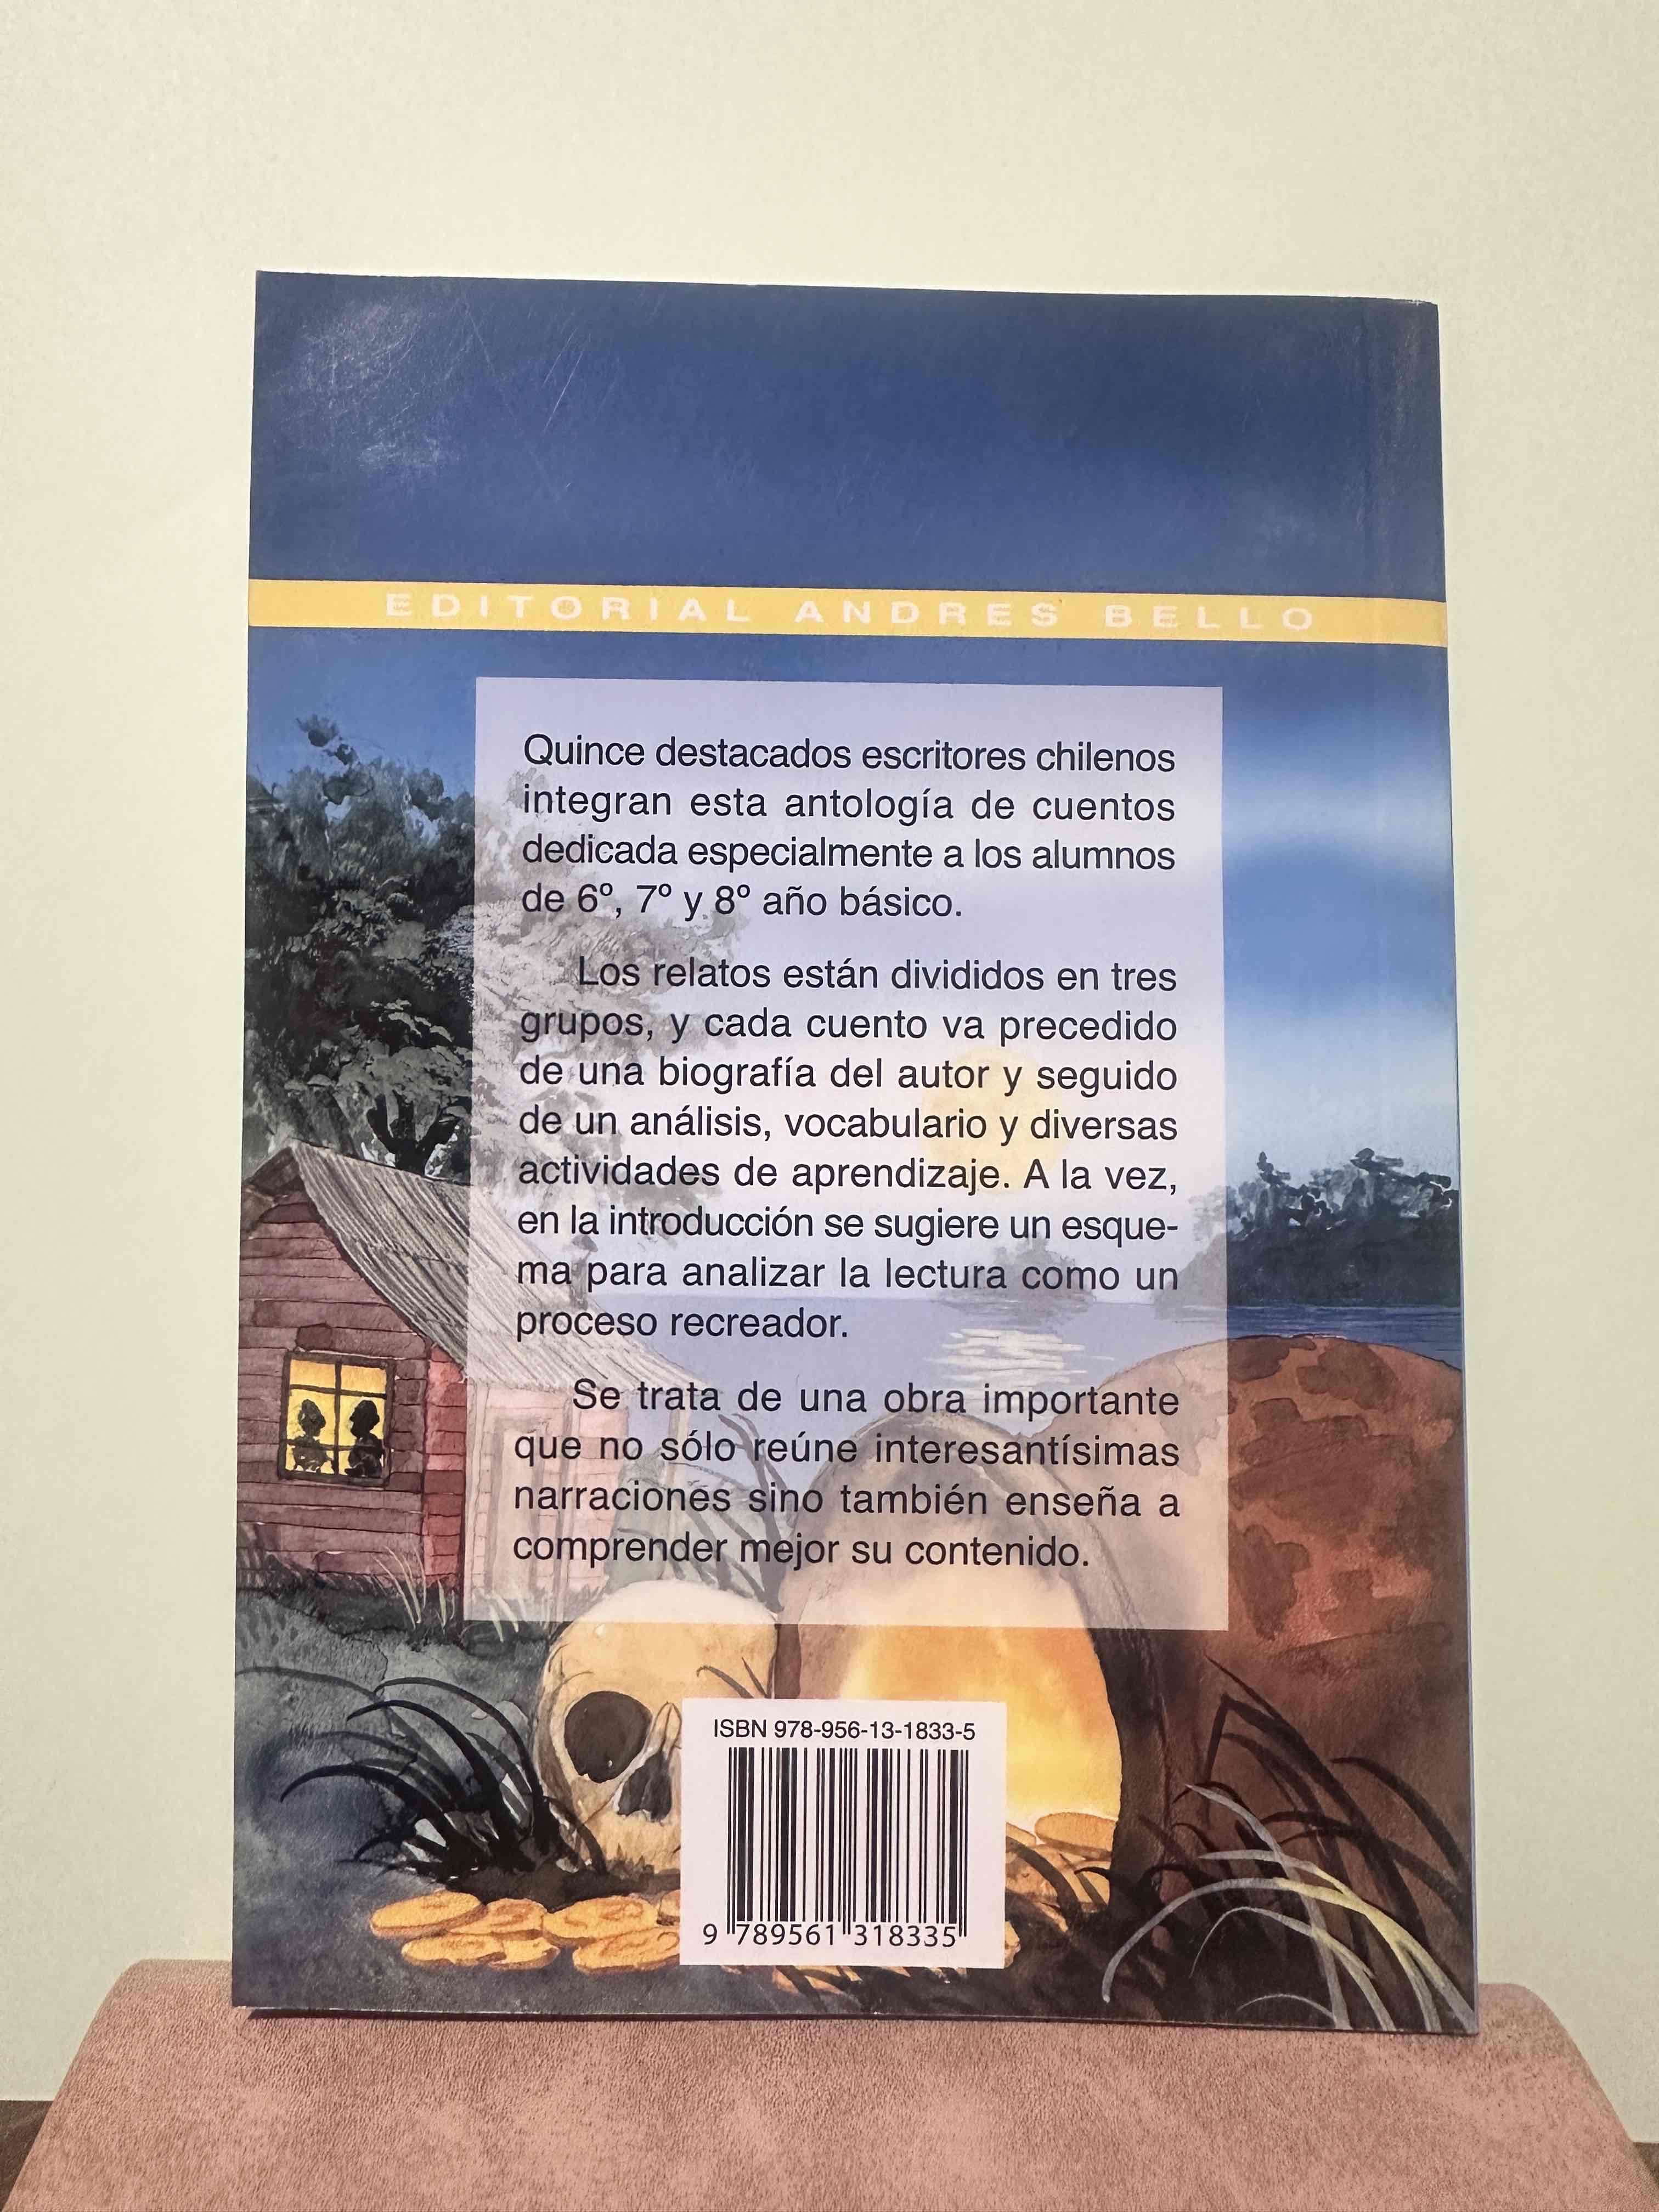 EDITORIAL ANDRES BELLO
Quince destacados escritores chilenos
integran esta antología de cuentos
dedicada especialmente a los alumnos
de 6º, 7º y 8º año básico.
Los relatos están divididos en tres
grupos, y cada cuento va precedido
de una biografía del autor y seguido
de un análisis, vocabulario y diversas
actividades de aprendizaje. A la vez,
en la introducción se sugiere un esque-
ma para analizar la lectura como un
proceso recreador.
Se trata de una obra importante
que no sólo reúne interesantísimas
narraciones sino también enseña a
comprender mejor su contenido.
ISBN 978-956-13-1833-5
9 789561 318335